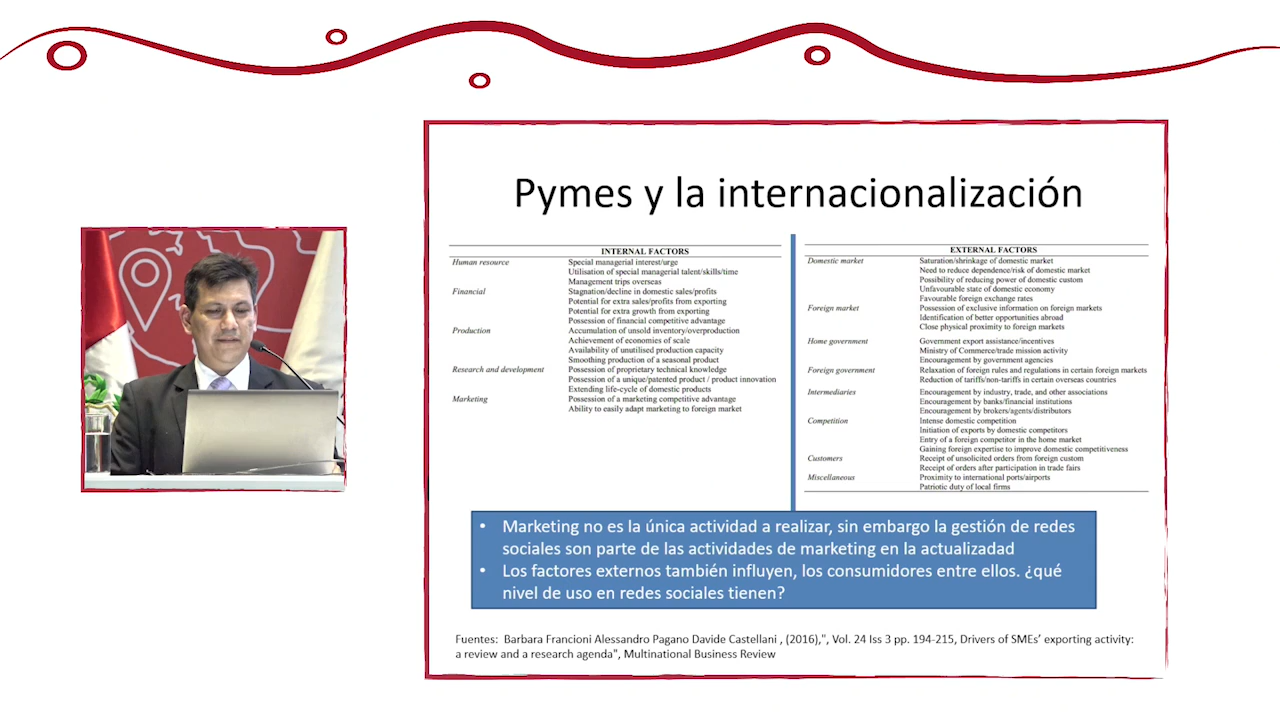 Pymes y la internacionalización
INTERNAL FACTORS
Human resource Special managerial interest/urge
Utilisation of special managerial talent/skills/time
Management trips overseas
Financial Stagnation/decline in domestic sales/profits
Potential for extra sales/profits from exporting
Potential for extra growth from exporting
Possession of financial competitive advantage
Production Accumulation of unsold inventory/overproduction
Achievement of economies of scale
Availability of unutilised production capacity
Smoothing production of a seasonal product
Research and development Possession of proprietary technical knowledge
Possession of a unique/patented product / product innovation
Extending life-cycle of domestic products
Marketing Possession of a marketing competitive advantage
Ability to easily adapt marketing to foreign market
EXTERNAL FACTORS
Domestic market Saturation/shrinkage of domestic market
Need to reduce dependence/risk of domestic market
Possibility of reducing power of domestic custom
Unfavourable state of domestic economy
Favourable foreign exchange rates
Foreign market Possession of exclusive information on foreign markets
Identification of better opportunities abroad
Close physical proximity to foreign markets
Home government Government export assistance/incentives
Ministry of Commerce/trade mission activity
Encouragement by government agencies
Foreign government Relaxation of foreign rules and regulations in certain foreign markets
Reduction of tariffs/non-tariffs in certain overseas countries
Intermediaries Encouragement by industry, trade, and other associations
Encouragement by banks/financial institutions
Encouragement by brokers/agents/distributors
Competition Intense domestic competition
Initiation of exports by domestic competitors
Entry of a foreign competitor in the home market
Gaining foreign expertise to improve domestic competitiveness
Customers Receipt of unsolicited orders from foreign custom
Receipt of orders after participation in trade fairs
Miscellaneous Proximity to international ports/airports
Patriotic duty of local firms
• Marketing no es la única actividad a realizar, sin embargo la gestión de redes
sociales son parte de las actividades de marketing en la actualizadad
• Los factores externos también influyen, los consumidores entre ellos. ¿qué
nivel de uso en redes sociales tienen?
Fuentes: Barbara Francioni Alessandro Pagano Davide Castellani , (2016),", Vol. 24 Iss 3 pp. 194-215, Drivers of SMEs’ exporting activity:
a review and a research agenda", Multinational Business Review